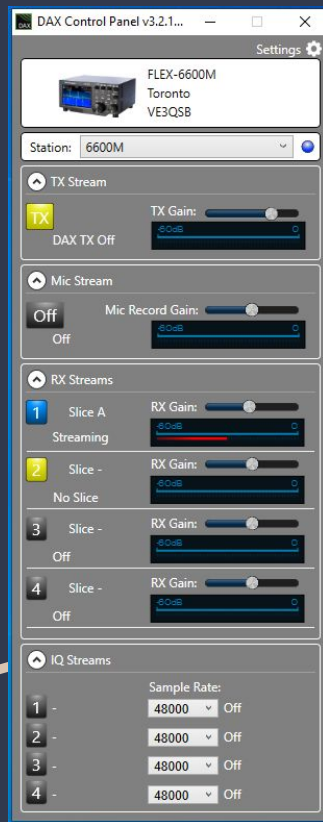 DAX Control Panel v3.2.1...
Settings
FLEX-6600M
Toronto
VE3QSB
Station: 6600M
TX Stream
TX TX Gain:
-60dB 0
DAX TX Off
Mic Stream
Off Mic Record Gain:
-60dB 0
Off
RX Streams
1 Slice A RX Gain:
-60dB 0
Streaming
2 Slice - RX Gain:
-60dB 0
No Slice
3 Slice - RX Gain:
-60dB 0
Off
4 Slice - RX Gain:
-60dB 0
Off
IQ Streams
Sample Rate:
1 - 48000 Off
2 - 48000 Off
3 - 48000 Off
4 - 48000 Off